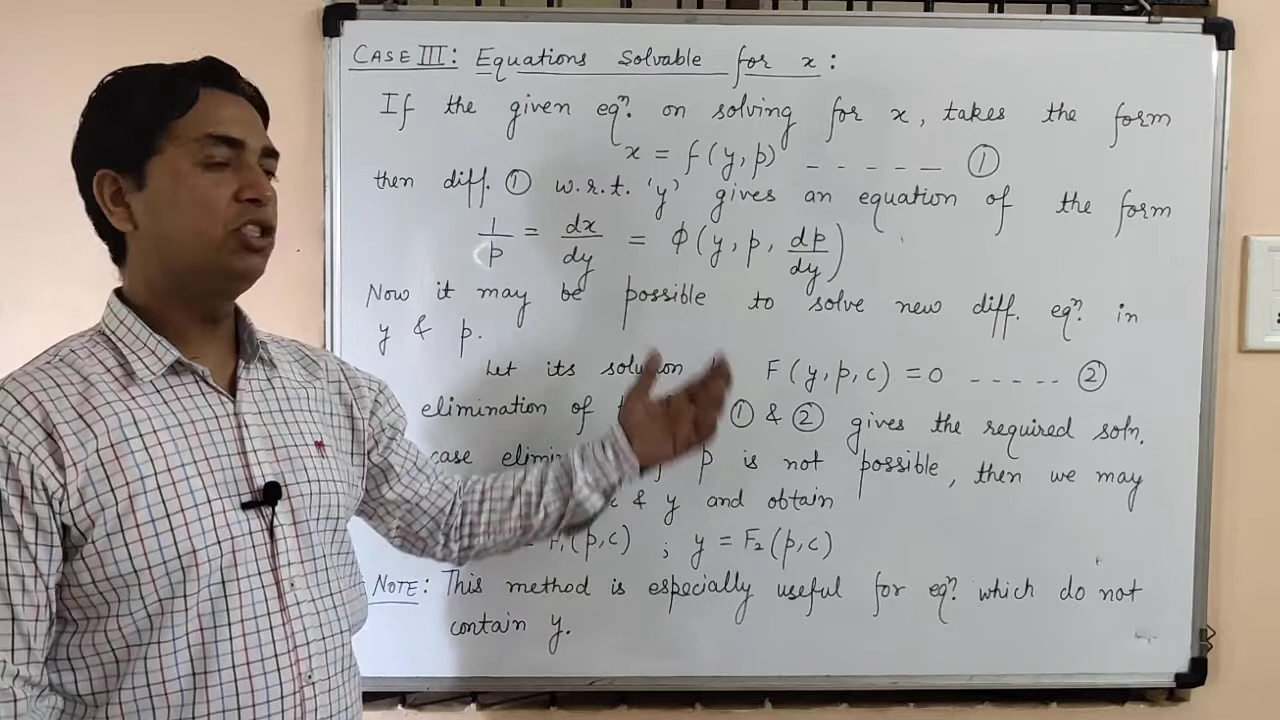 CASE III: Equations Solvable for x:
If the given eqn. on solving for x, takes the form
x = f(y, p) _ _ _ _ _ ①
then diff. ① w.r.t. 'y' gives an equation of the form
1/p = dx/dy = ϕ(y, p, dp/dy)
Now it may be possible to solve new diff. eqn. in
y & p.
Let its solution F(y, p, c) = 0 - - - - - ②
elimination of ① & ② gives the required soln.
case p is not possible, then we may
& y and obtain
= F₁(p,c) ; y = F₂(p,c)
NOTE: This method is especially useful for eqn. which do not
contain y.